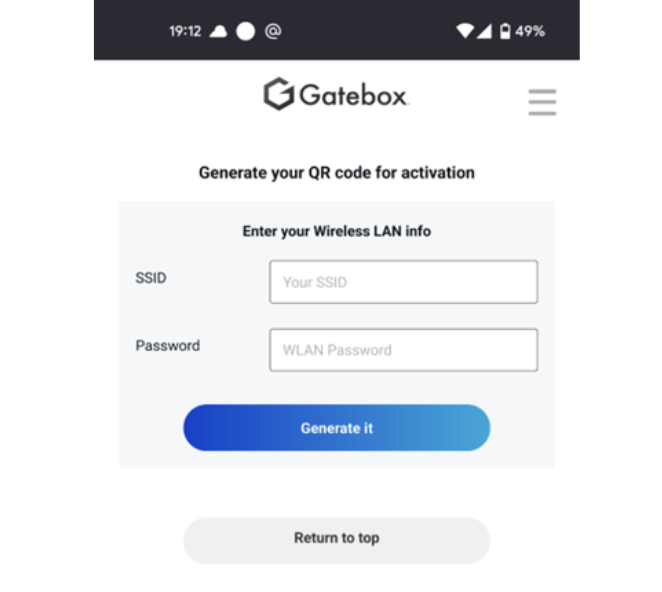 19:12 @ 49%
Gatebox
Generate your QR code for activation
Enter your Wireless LAN info
SSID Your SSID
Password WLAN Password
Generate it
Return to top